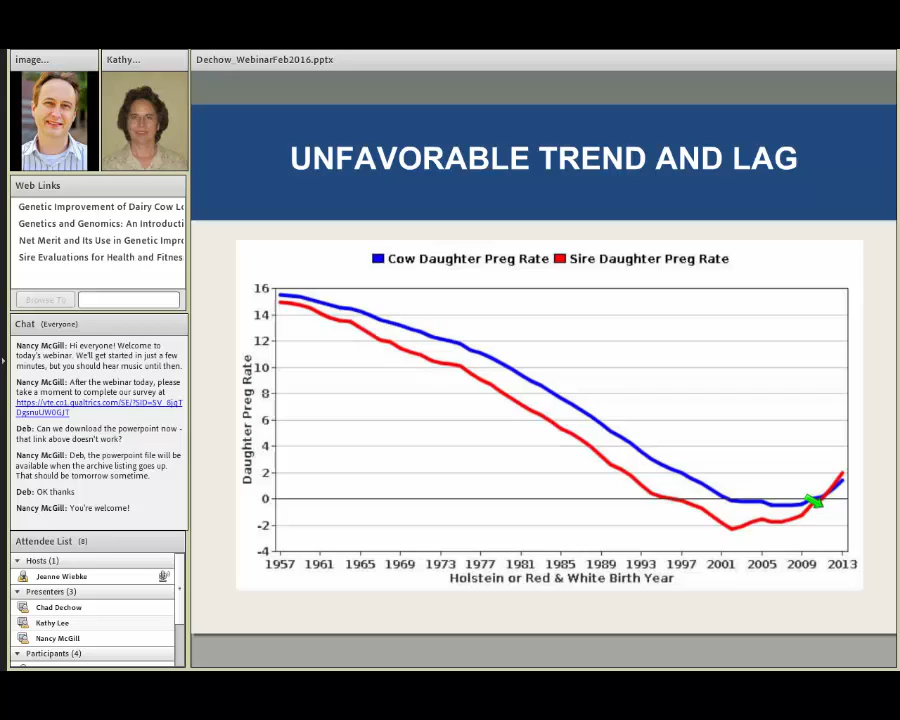 image...
Kathy...
Dechow_WebinarFeb2016.pptx
Web Links
Genetic Improvement of Dairy Cow Lo
Genetics and Genomics: An Introducti
Net Merit and Its Use in Genetic Impro
Sire Evaluations for Health and Fitnes
Browse To
Chat (Everyone)
Nancy McGill: Hi everyone! Welcome to
today's webinar. We'll get started in just a few
minutes, but you should hear music until then.
Nancy McGill: After the webinar today, please
take a moment to complete our survey at
Deb: Can we download the powerpoint now -
that link above doesn't work?
Nancy McGill: Deb, the powerpoint file will be
available when the archive listing goes up.
That should be tomorrow sometime.
Deb: OK thanks
Nancy McGill: You're welcome!
Attendee List (8)
Hosts (1)
Jeanne Wiebke
Presenters (3)
Chad Dechow
Kathy Lee
Nancy McGill
Participants (4)
UNFAVORABLE TREND AND LAG
Cow Daughter Preg Rate Sire Daughter Preg Rate
Daughter Preg Rate
16
14
12
10
8
6
4
2
0
-2
-4
1957 1961 1965 1969 1973 1977 1981 1985 1989 1993 1997 2001 2005 2009 2013
Holstein or Red & White Birth Year